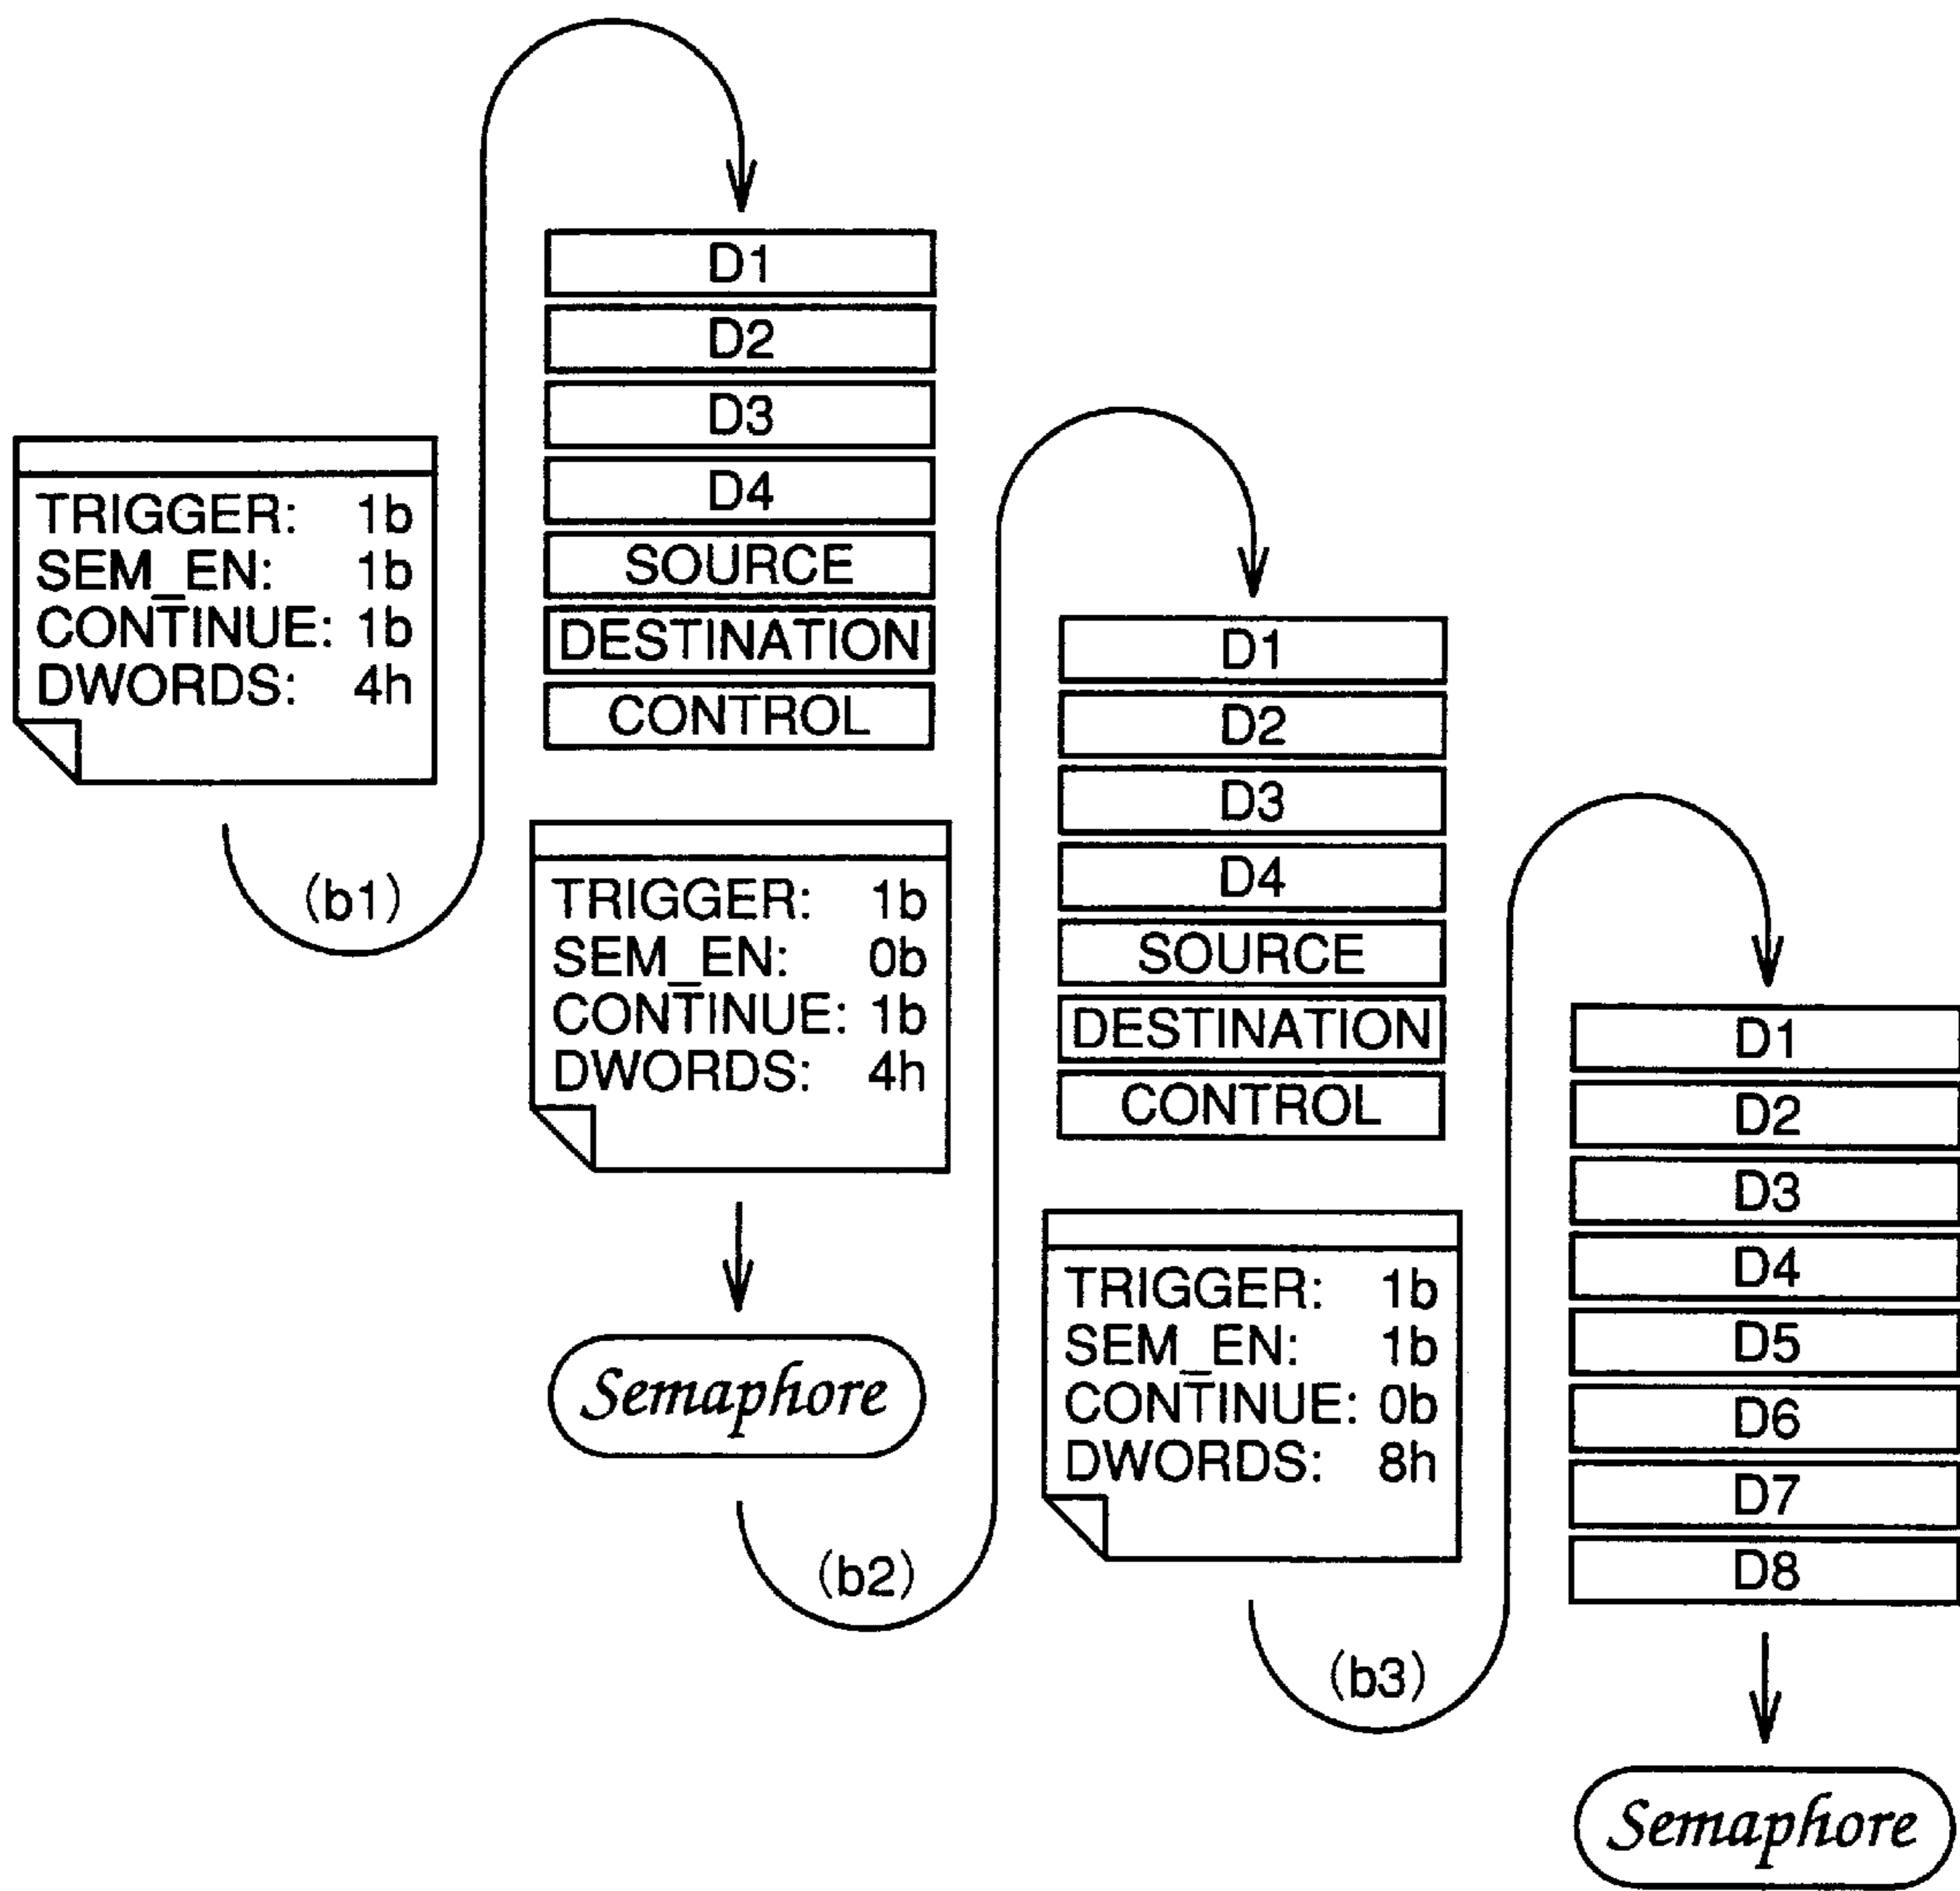 TRIGGER: 1b
SEM_EN: 1b
CONTINUE: 1b
DWORDS: 4h
(b1)
D1
D2
D3
D4
SOURCE
DESTINATION
CONTROL
TRIGGER: 1b
SEM_EN: 0b
CONTINUE: 1b
DWORDS: 4h
Semaphore
(b2)
D1
D2
D3
D4
SOURCE
DESTINATION
CONTROL
TRIGGER: 1b
SEM_EN: 1b
CONTINUE: 0b
DWORDS: 8h
(b3)
D1
D2
D3
D4
D5
D6
D7
D8
Semaphore